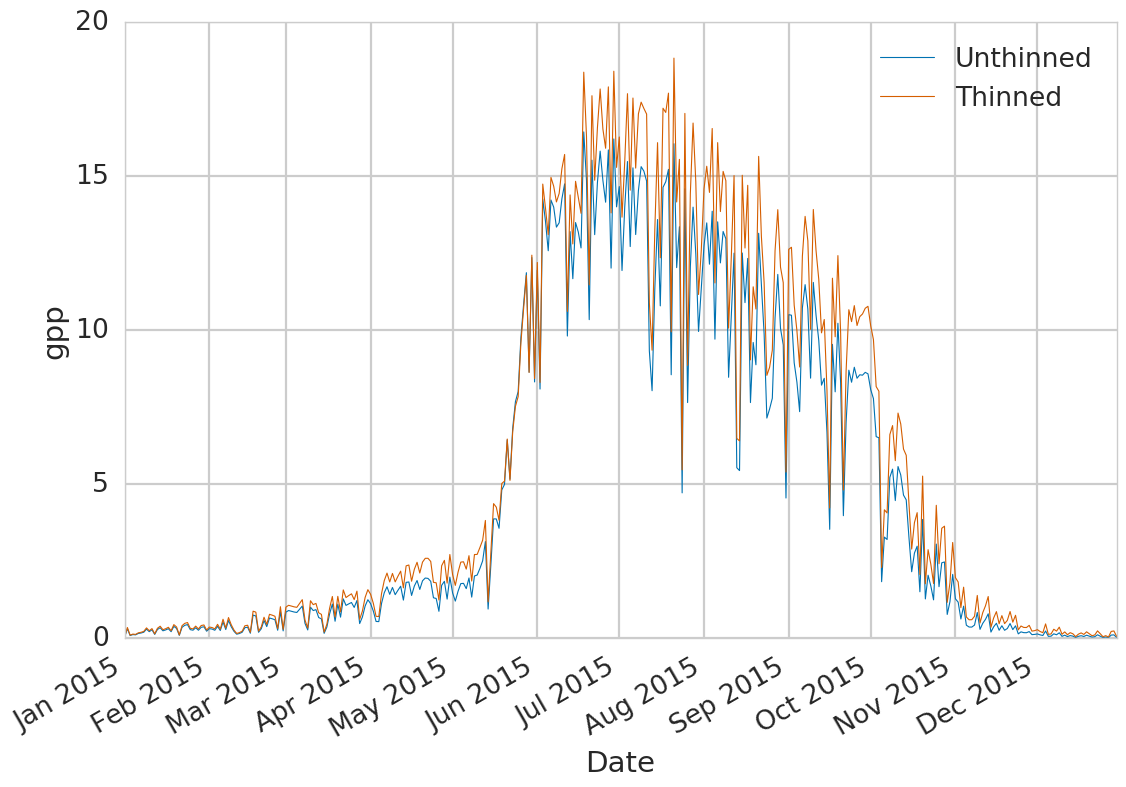 20
15
10
5
0
gpp
Unthinned
Thinned
Jan 2015
Feb 2015
Mar 2015
Apr 2015
May 2015
Jun 2015
Jul 2015
Aug 2015
Sep 2015
Oct 2015
Nov 2015
Dec 2015
Date